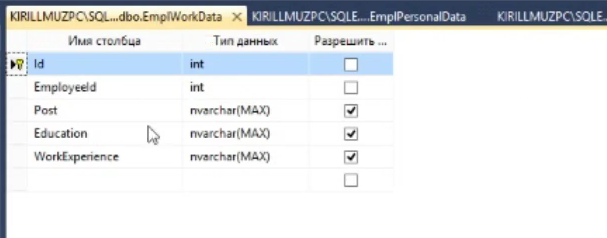 KIRILLMUZPC\SQL...dbo.EmplWorkData KIRILLMUZPC\SQLE....EmplPersonalData KIRILLMUZPC\SQLE
Имя столбца Тип данных Разрешить ...
Id int
EmployeeId int
Post nvarchar(MAX)
Education nvarchar(MAX)
WorkExperience nvarchar(MAX)